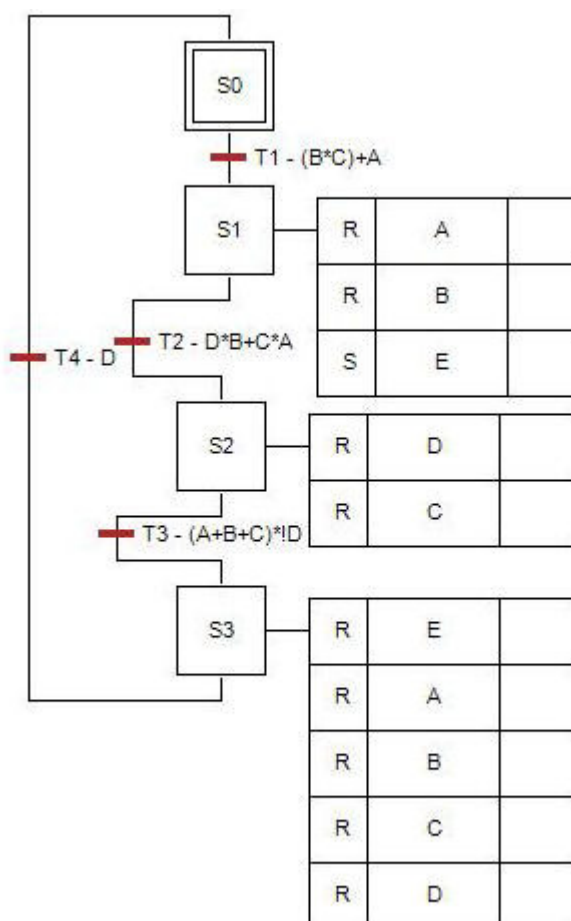 S0
T1 - (B*C)+A
S1
R A
R B
S E
T2 - D*B+C*A
T4 - D
S2
R D
R C
T3 - (A+B+C)*!D
S3
R E
R A
R B
R C
R D